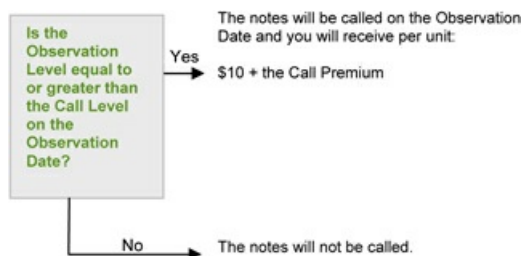 Is the
Observation
Level equal to
or greater than
the Call Level
on the
Observation
Date?
Yes
The notes will be called on the Observation
Date and you will receive per unit:
$10 + the Call Premium
No
The notes will not be called.